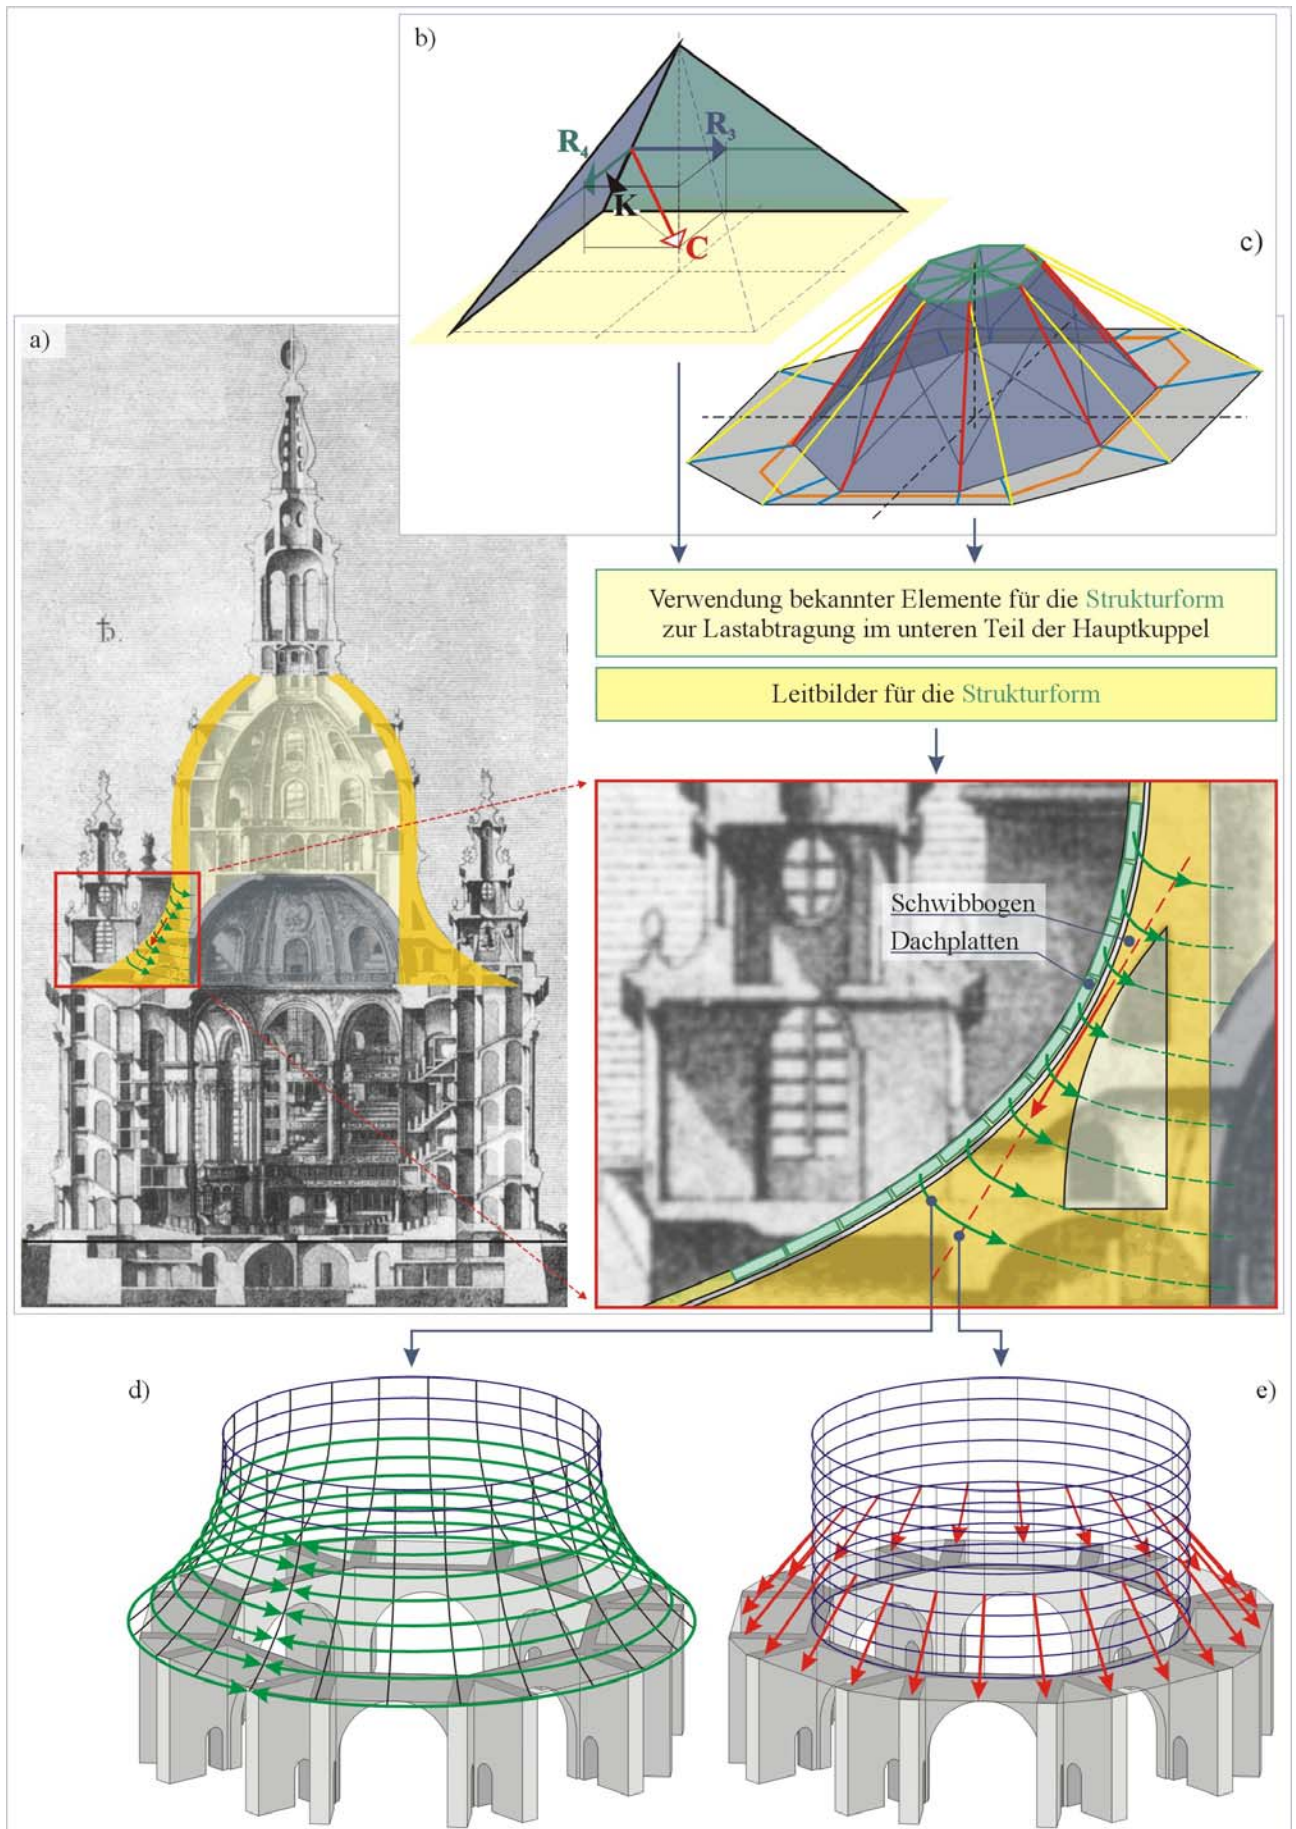 b)
R₃
R₄
K
C
c)
a)
Verwendung bekannter Elemente für die Strukturform
zur Lastabtragung im unteren Teil der Hauptkuppel
Leitbilder für die Strukturform
Schwibbogen
Dachplatten
d)
e)